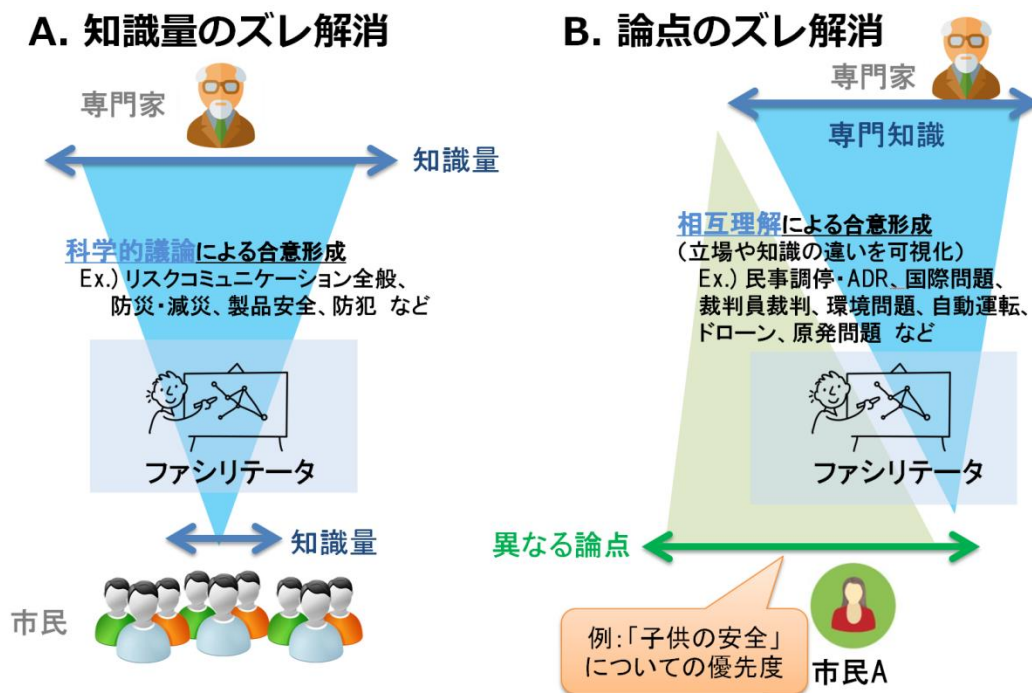 A. 知識量のズレ解消
専門家
知識量
科学的議論による合意形成
Ex.) リスクコミュニケーション全般、
防災・減災、製品安全、防犯 など
ファシリテータ
知識量
市民
B. 論点のズレ解消
専門家
専門知識
相互理解による合意形成
(立場や知識の違いを可視化)
Ex.) 民事調停・ADR、国際問題、
裁判員裁判、環境問題、自動運転、
ドローン、原発問題 など
ファシリテータ
異なる論点
例:「子供の安全」
についての優先度
市民A